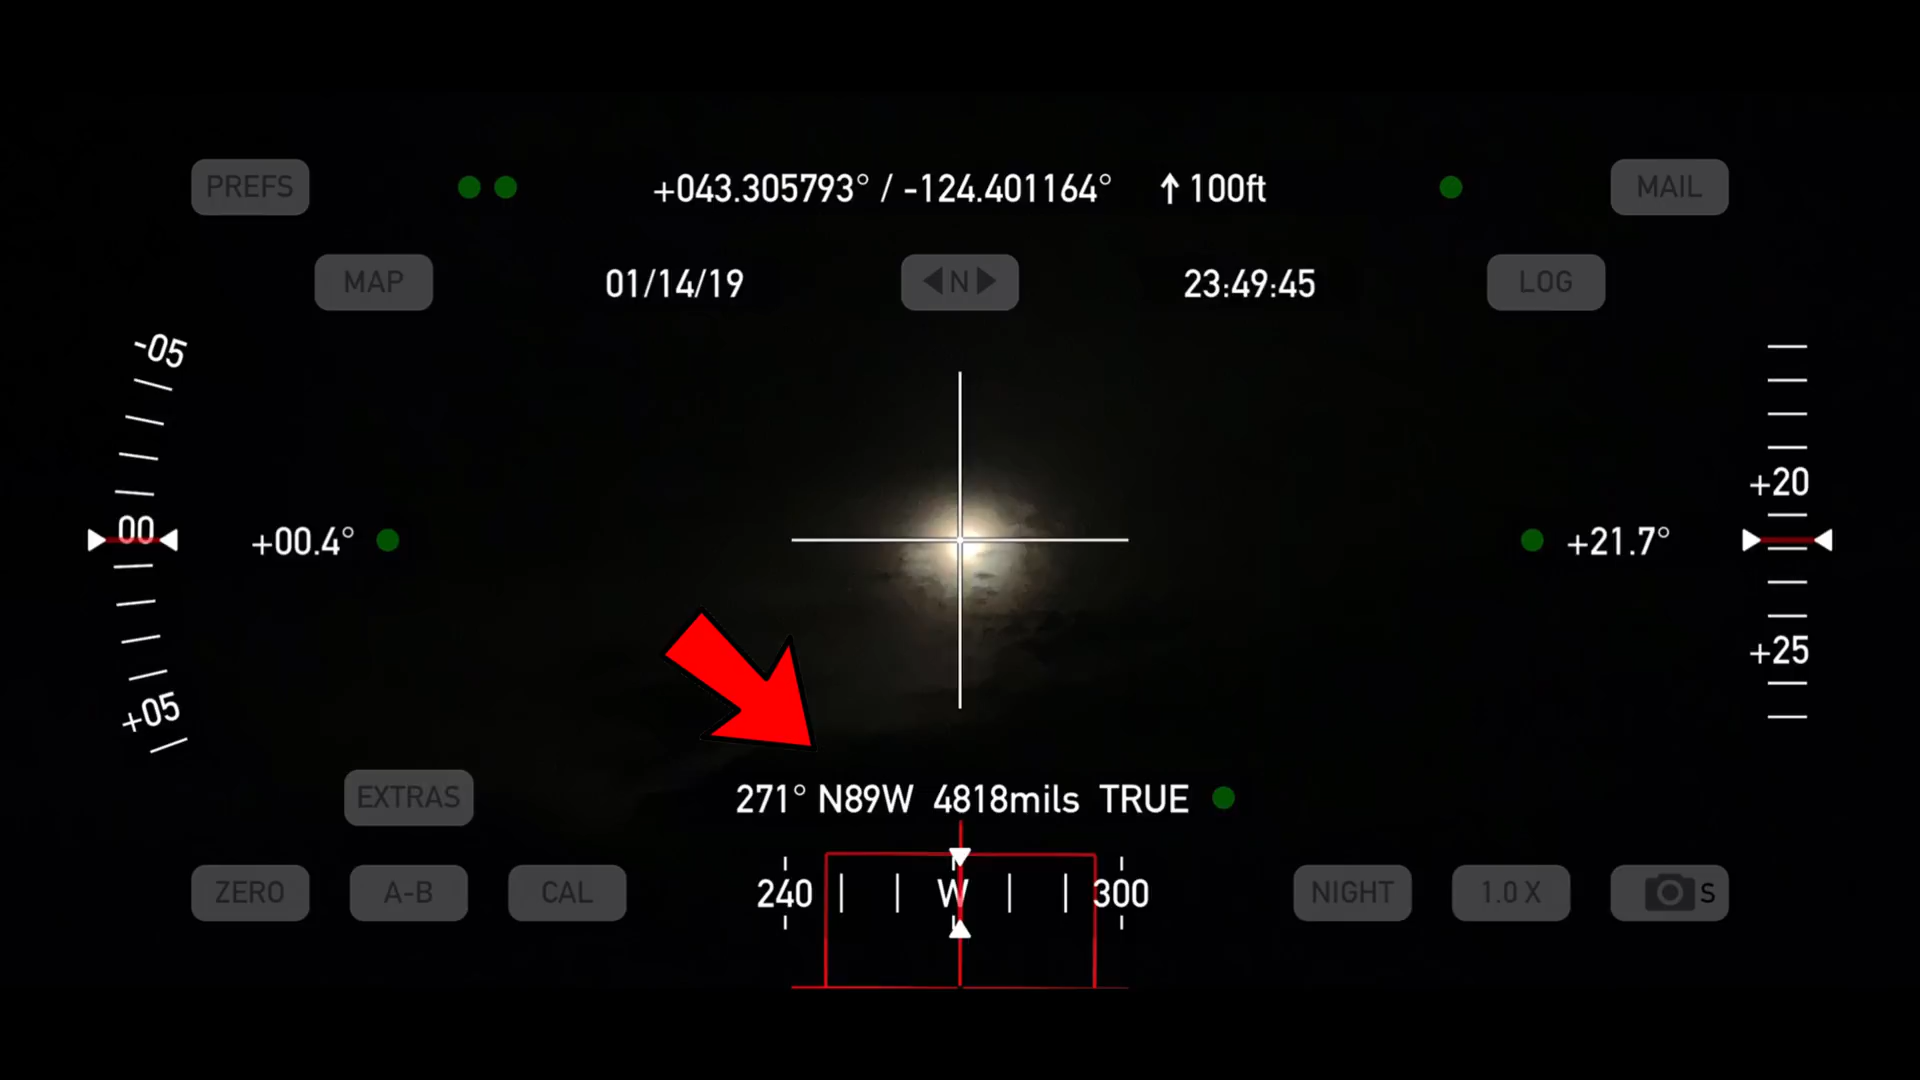 PREFS +043.305793° / -124.401164° ↑ 100ft MAIL
MAP 01/14/19 N 23:49:45 LOG
-05
00
+05
+00.4°
+21.7°
+20
+25
EXTRAS 271° N89W 4818mils TRUE
ZERO A-B CAL 240 W 300 NIGHT 1.0 X S